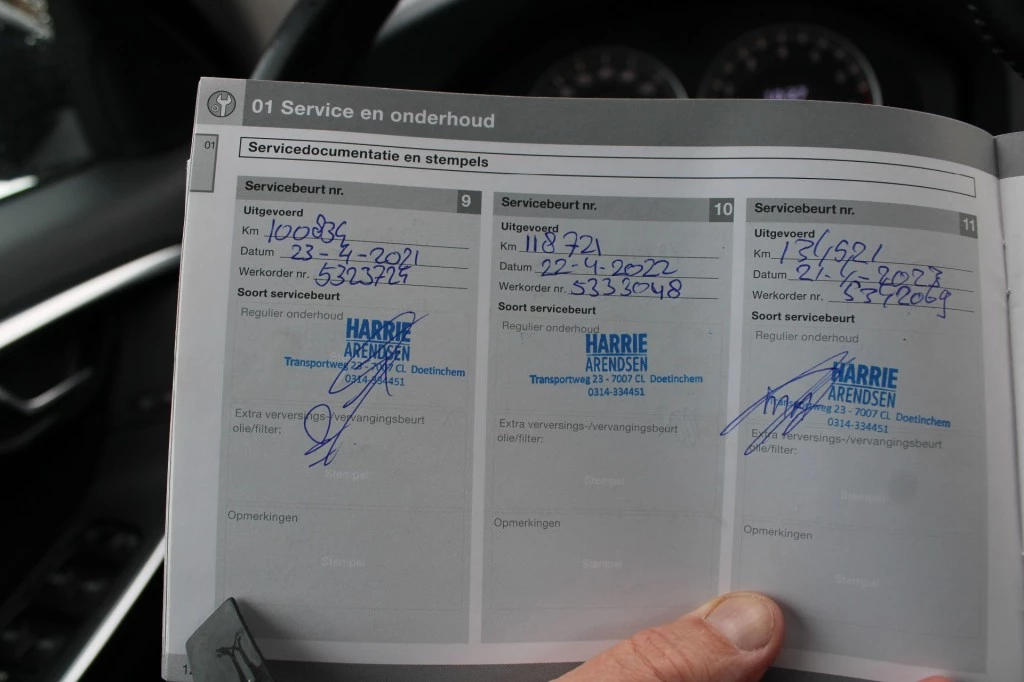 01 Service en onderhoud
01
Servicedocumentatie en stempels
Servicebeurt nr. 9
Uitgevoerd
Km 100834
Datum 23-4-2021
Werkorder nr. 5323724
Soort servicebeurt
Regulier onderhoud
HARRIE
ARENDSEN
Transportweg 23 - 7007 CL Doetinchem
0314-334451
Extra verversings-/vervangingsbeurt
olie/filter:
Stempel
Opmerkingen
Stempel
Servicebeurt nr. 10
Uitgevoerd
Km 118721
Datum 22-4-2022
Werkorder nr. 5333048
Soort servicebeurt
Regulier onderhoud
HARRIE
ARENDSEN
Transportweg 23 - 7007 CL Doetinchem
0314-334451
Extra verversings-/vervangingsbeurt
olie/filter:
Stempel
Opmerkingen
Stempel
Servicebeurt nr. 11
Uitgevoerd
Km 134521
Datum 21-4-2023
Werkorder nr. 5342069
Soort servicebeurt
Regulier onderhoud
HARRIE
ARENDSEN
Transportweg 23 - 7007 CL Doetinchem
0314-334451
Extra verversings-/vervangingsbeurt
olie/filter:
Stempel
Opmerkingen
Stempel